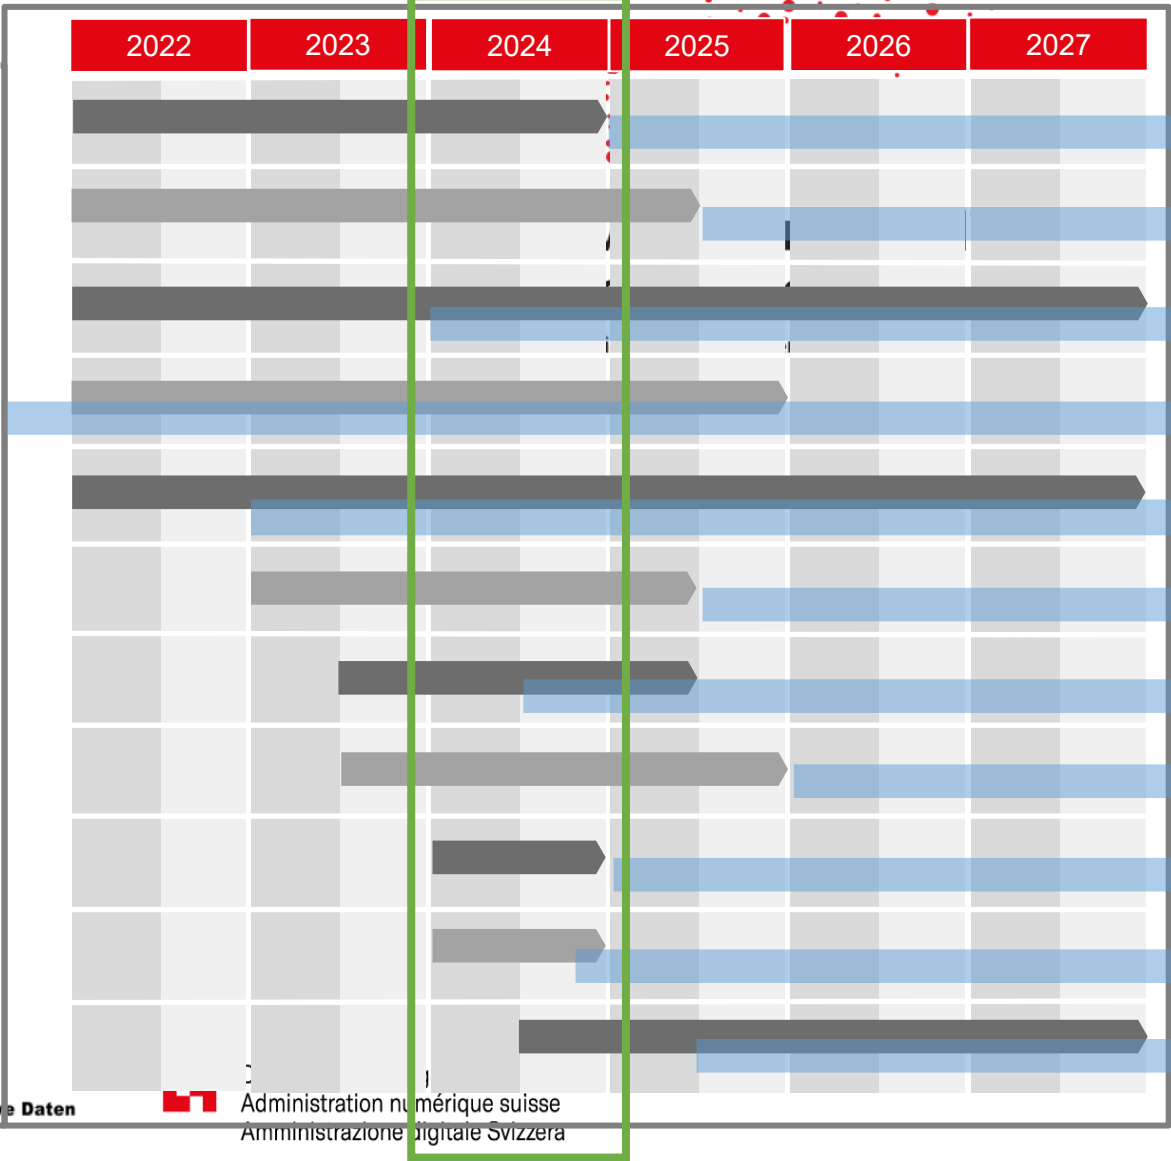 2022 2023 2024 2025 2026 2027
Daten
Administration numérique suisse
Amministrazione digitale Svizzera